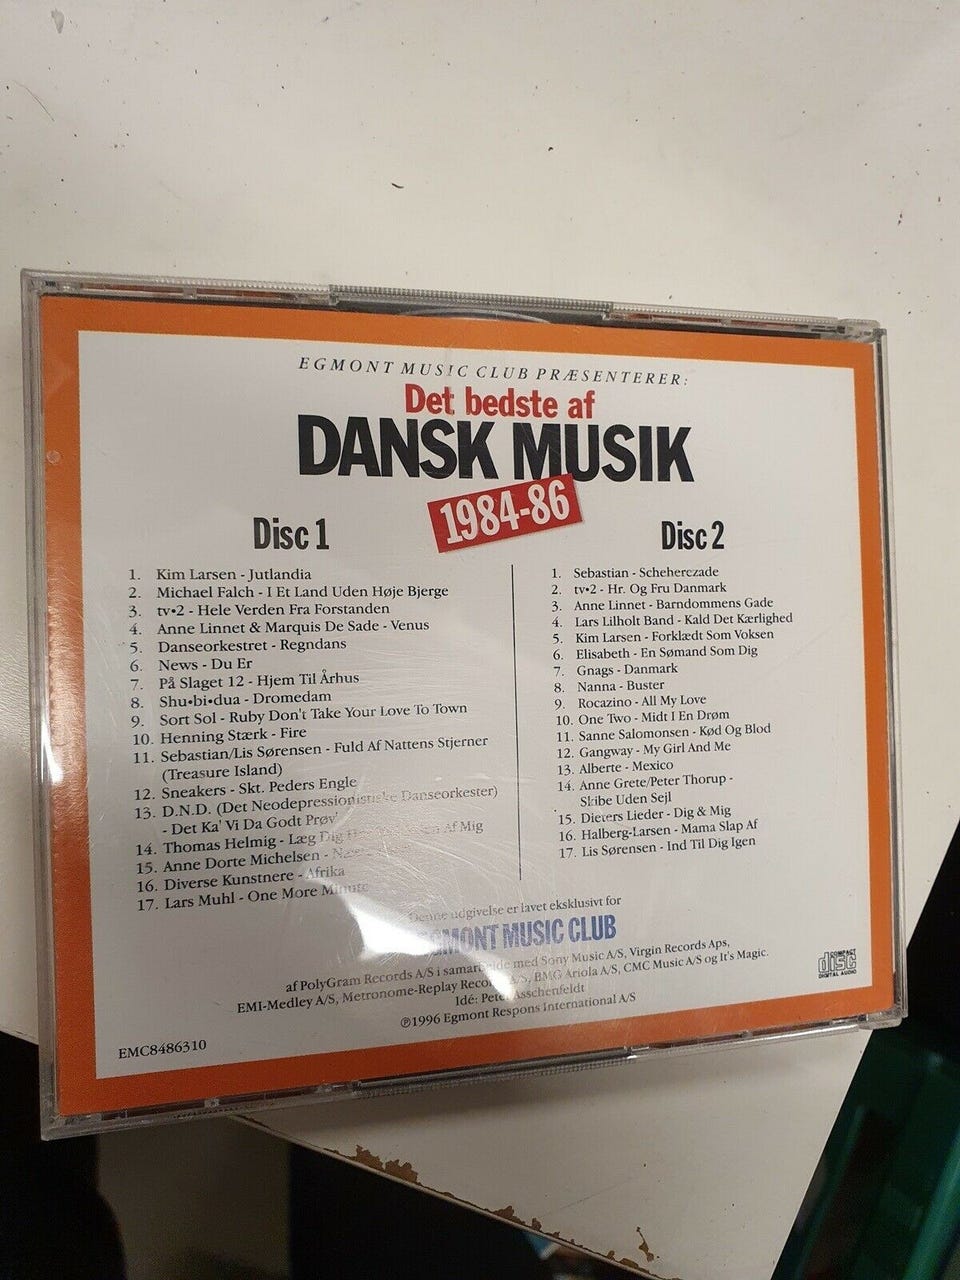 EGMONT MUSIC CLUB PRÆSENTERER:
Det bedste af
DANSK MUSIK
1984-86
Disc 1
1. Kim Larsen - Jutlandia
2. Michael Falch - I Et Land Uden Høje Bjerge
3. tv•2 - Hele Verden Fra Forstanden
4. Anne Linnet & Marquis De Sade - Venus
5. Danseorkestret - Regndans
6. News - Du Er
7. På Slaget 12 - Hjem Til Århus
8. Shu•bi•dua - Dromedam
9. Sort Sol - Ruby Don't Take Your Love To Town
10. Henning Stærk - Fire
11. Sebastian/Lis Sørensen - Fuld Af Nattens Stjerner
(Treasure Island)
12. Sneakers - Skt. Peders Engle
13. D.N.D. (Det Neodepressionistiske Danseorkester)
- Det Ka' Vi Da Godt Prøv'
14. Thomas Helmig - Læg Dig Af Mig
15. Anne Dorte Michelsen -
16. Diverse Kunstnere - Afrika
17. Lars Muhl - One More Minute
Disc 2
1. Sebastian - Scheherezade
2. tv•2 - Hr. Og Fru Danmark
3. Anne Linnet - Barndommens Gade
4. Lars Lilholt Band - Kald Det Kærlighed
5. Kim Larsen - Forklædt Som Voksen
6. Elisabeth - En Sømand Som Dig
7. Gnags - Danmark
8. Nanna - Buster
9. Rocazino - All My Love
10. One Two - Midt I En Drøm
11. Sanne Salomonsen - Kød Og Blod
12. Gangway - My Girl And Me
13. Alberte - Mexico
14. Anne Grete/Peter Thorup -
Skibe Uden Sejl
15. Dieters Lieder - Dig & Mig
16. Halberg-Larsen - Mama Slap Af
17. Lis Sørensen - Ind Til Dig Igen
Denne udgivelse er lavet eksklusivt for
EGMONT MUSIC CLUB
af PolyGram Records A/S i samarbejde med Sony Music A/S, Virgin Records Aps,
EMI-Medley A/S, Metronome-Replay Records A/S, BMG Ariola A/S, CMC Music A/S og It's Magic.
Idé: Peter Asschenfeldt
℗1996 Egmont Respons International A/S
EMC8486310
COMPACT
disc
DIGITAL AUDIO